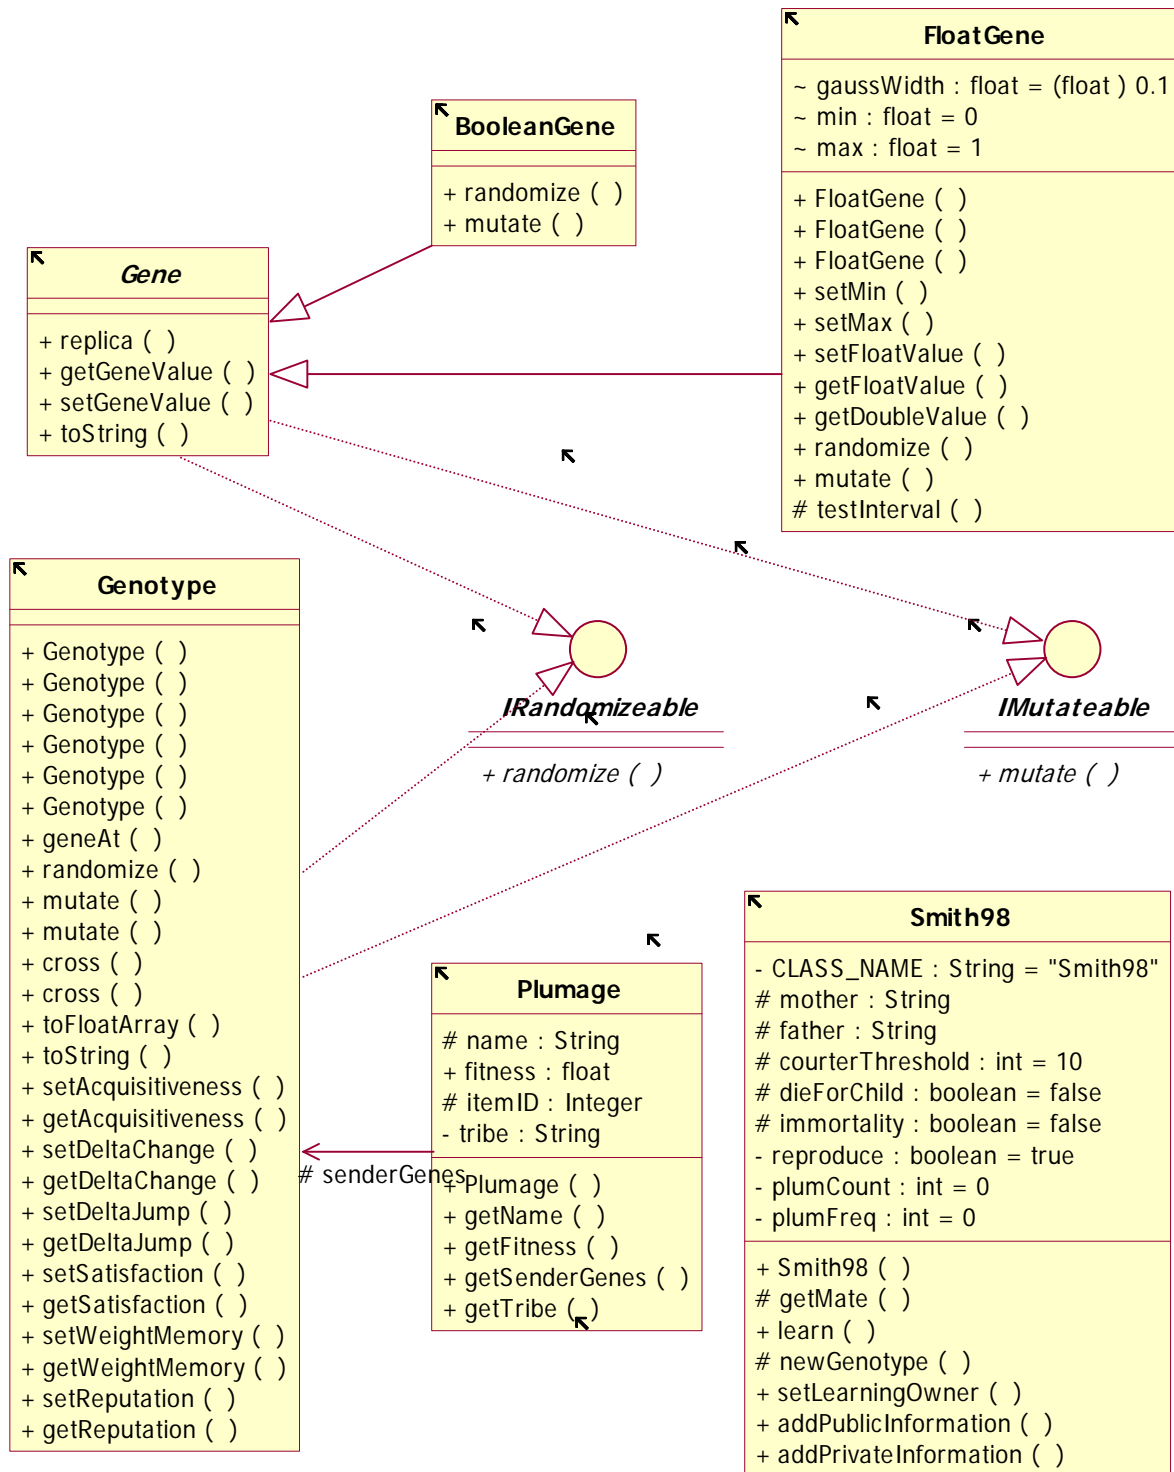 FloatGene
~ gaussWidth : float = (float ) 0.1
~ min : float = 0
~ max : float = 1
+ FloatGene ( )
+ FloatGene ( )
+ FloatGene ( )
+ setMin ( )
+ setMax ( )
+ setFloatValue ( )
+ getFloatValue ( )
+ getDoubleValue ( )
+ randomize ( )
+ mutate ( )
# testInterval ( )
BooleanGene
+ randomize ( )
+ mutate ( )
Gene
+ replica ( )
+ getGeneValue ( )
+ setGeneValue ( )
+ toString ( )
Genotype
+ Genotype ( )
+ Genotype ( )
+ Genotype ( )
+ Genotype ( )
+ Genotype ( )
+ Genotype ( )
+ geneAt ( )
+ randomize ( )
+ mutate ( )
+ mutate ( )
+ cross ( )
+ cross ( )
+ toFloatArray ( )
+ toString ( )
+ setAcquisitiveness ( )
+ getAcquisitiveness ( )
+ setDeltaChange ( )
+ getDeltaChange ( )
+ setDeltaJump ( )
+ getDeltaJump ( )
+ setSatisfaction ( )
+ getSatisfaction ( )
+ setWeightMemory ( )
+ getWeightMemory ( )
+ setReputation ( )
+ getReputation ( )
IRandomizeable
+ randomize ( )
IMutateable
+ mutate ( )
# senderGenes
Plumage
# name : String
+ fitness : float
# itemID : Integer
- tribe : String
+ Plumage ( )
+ getName ( )
+ getFitness ( )
+ getSenderGenes ( )
+ getTribe ( )
Smith98
- CLASS_NAME : String = "Smith98"
# mother : String
# father : String
# courterThreshold : int = 10
# dieForChild : boolean = false
# immortality : boolean = false
- reproduce : boolean = true
- plumCount : int = 0
- plumFreq : int = 0
+ Smith98 ( )
# getMate ( )
+ learn ( )
# newGenotype ( )
+ setLearningOwner ( )
+ addPublicInformation ( )
+ addPrivateInformation ( )